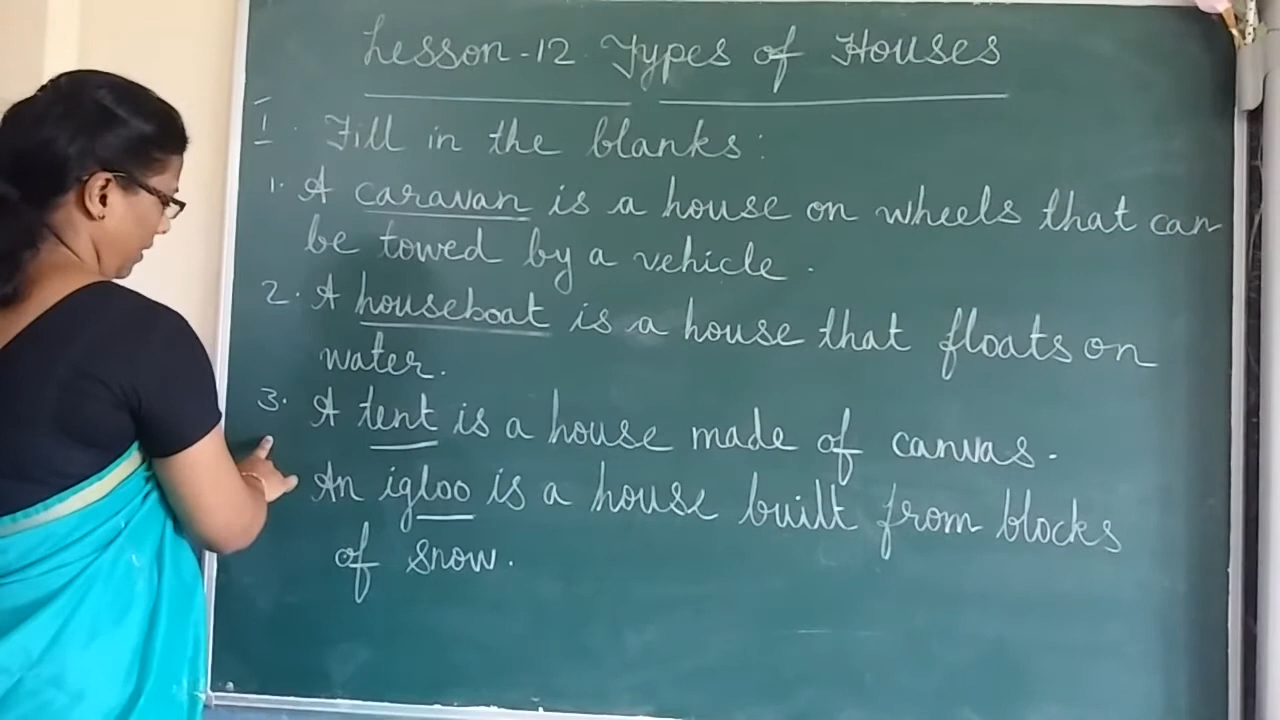 Lesson-12 Types of Houses
I. Fill in the blanks:
1. A caravan is a house on wheels that can
be towed by a vehicle.
2. A houseboat is a house that floats on
water.
3. A tent is a house made of canvas.
An igloo is a house built from blocks
of snow.